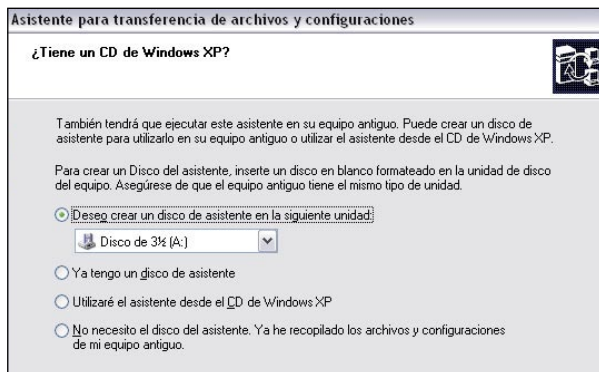 Asistente para transferencia de archivos y configuraciones
¿Tiene un CD de Windows XP?
También tendrá que ejecutar este asistente en su equipo antiguo. Puede crear un disco de
asistente para utilizarlo en su equipo antiguo o utilizar el asistente desde el CD de Windows XP.
Para crear un Disco del asistente, inserte un disco en blanco formateado en la unidad de disco
del equipo. Asegúrese de que el equipo antiguo tiene el mismo tipo de unidad.
Deseo crear un disco de asistente en la siguiente unidad:
Disco de 3½ (A:)
Ya tengo un disco de asistente
Utilizaré el asistente desde el CD de Windows XP
No necesito el disco del asistente. Ya he recopilado los archivos y configuraciones
de mi equipo antiguo.